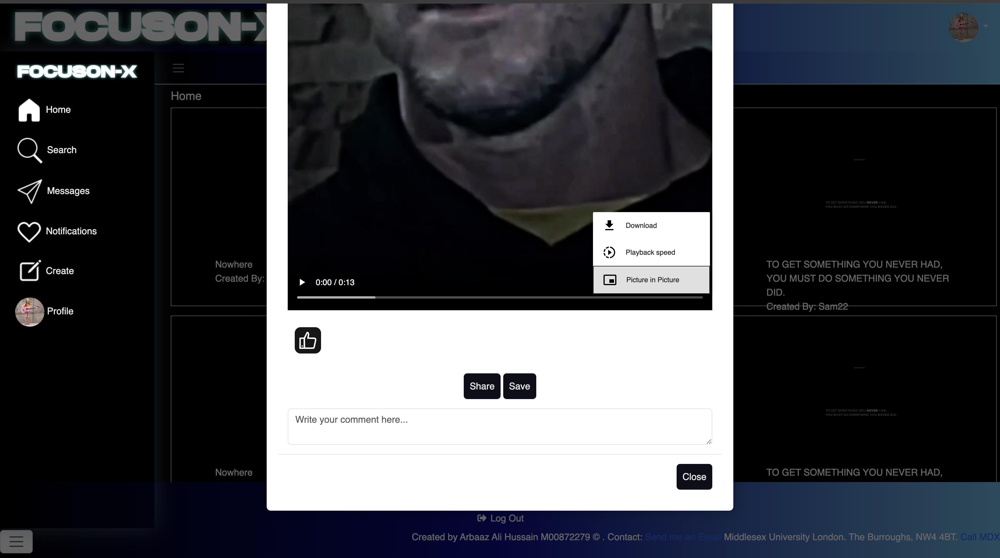 FOCUSON-X
FOCUSON-X
Home
Search
Messages
Notifications
Create
Profile
Home
Nowhere
Created By:
Nowhere
Download
Playback speed
Picture in Picture
0:00 / 0:13
Share
Save
Write your comment here...
Close
TO GET SOMETHING YOU NEVER HAD,
YOU MUST DO SOMETHING YOU NEVER DID.
TO GET SOMETHING YOU NEVER HAD,
YOU MUST DO SOMETHING YOU NEVER
DID.
Created By: Sam22
TO GET SOMETHING YOU NEVER HAD,
YOU MUST DO SOMETHING YOU NEVER DID.
TO GET SOMETHING YOU NEVER HAD,
Log Out
Created by Arbaaz Ali Hussain M00872279 © . Contact: Send me an Email Middlesex University London. The Burroughs, NW4 4BT. Call MDX